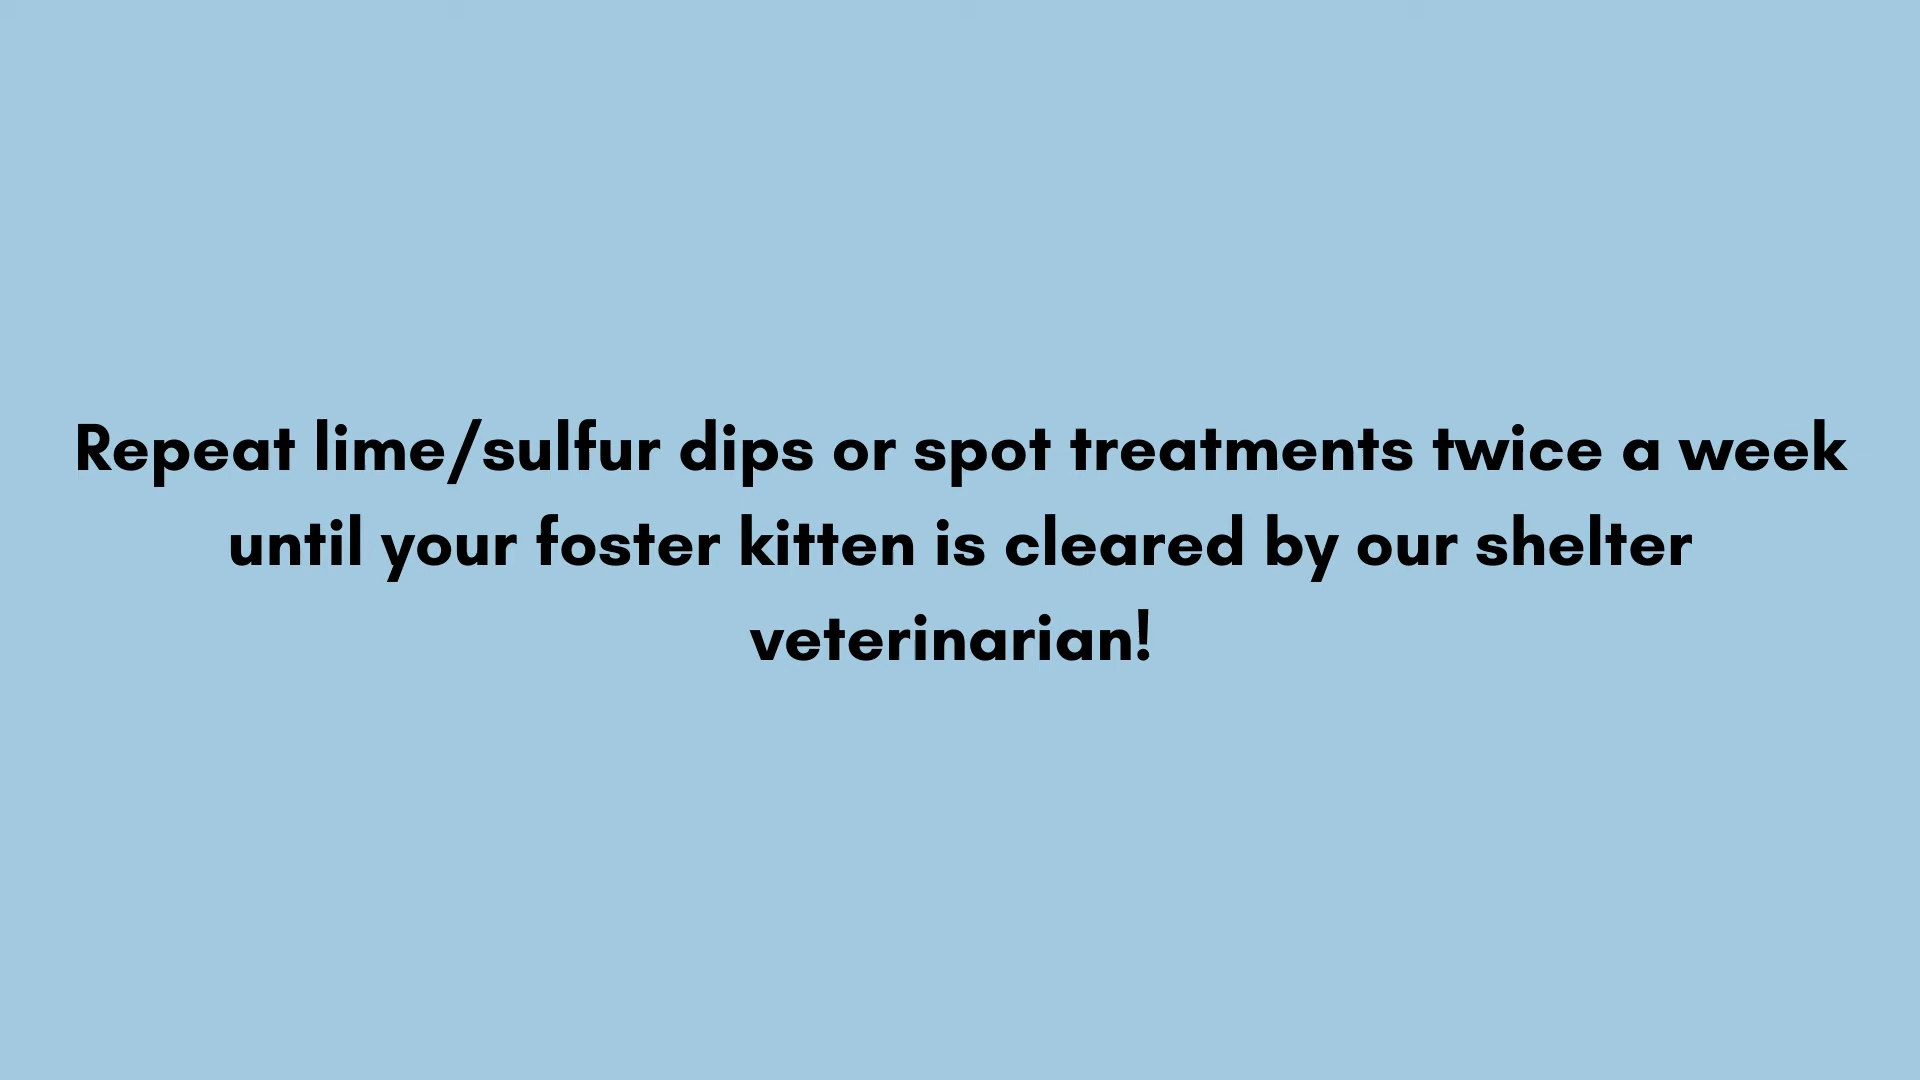 Repeat lime/sulfur dips or spot treatments twice a week
until your foster kitten is cleared by our shelter
veterinarian!